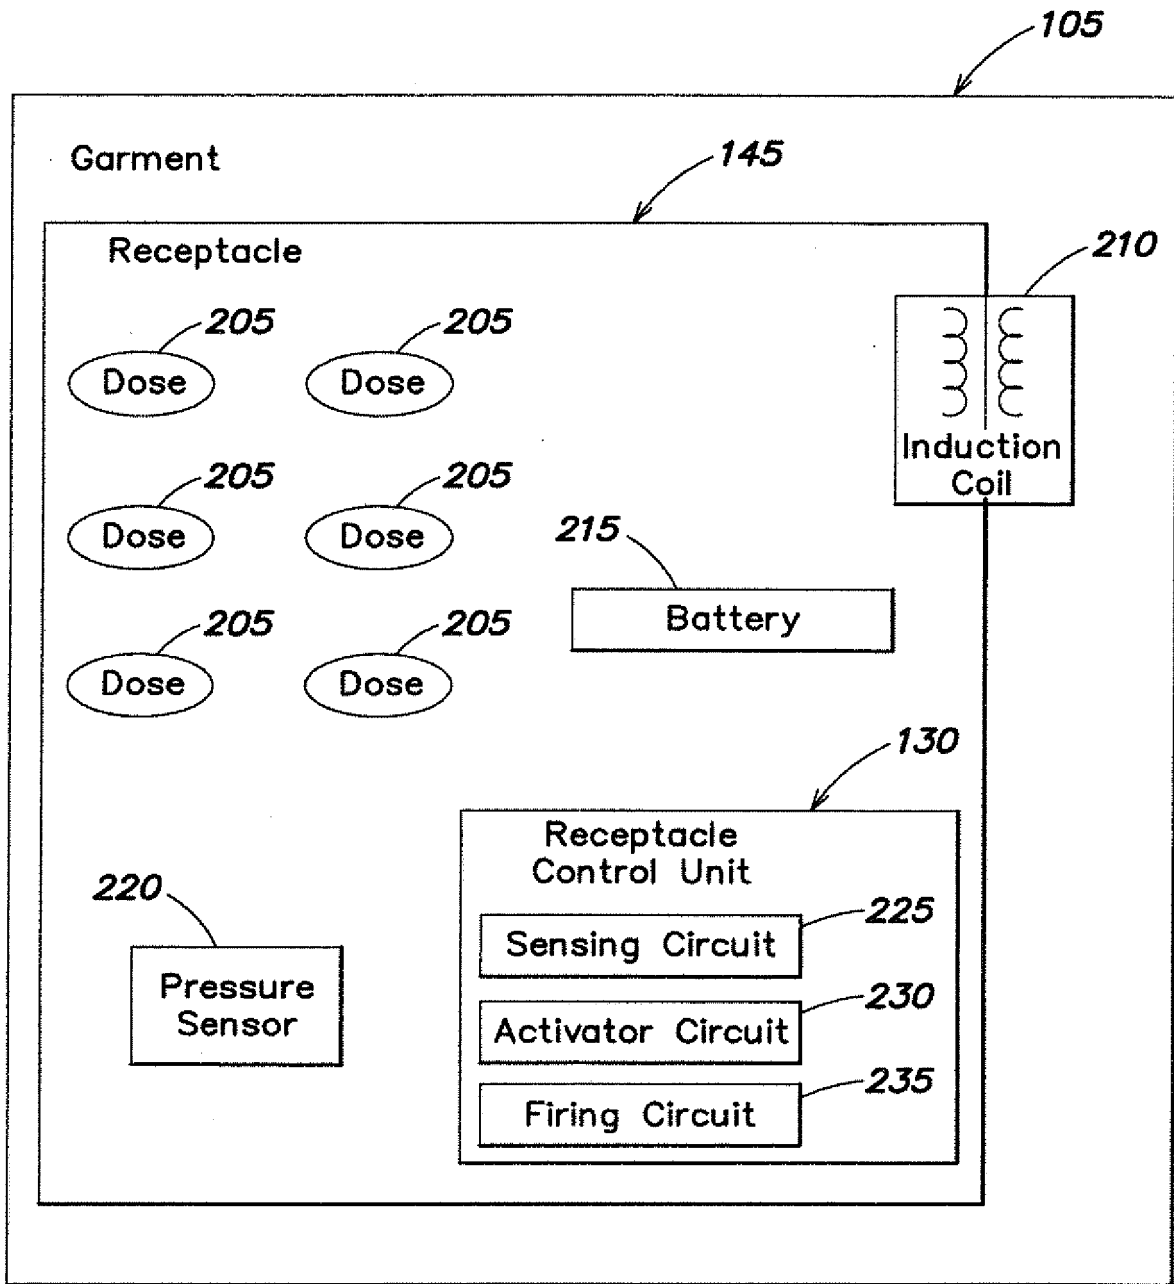 105
Garment
145
Receptacle
210
205 205
Dose Dose
Induction
Coil
205 205
Dose Dose
215
Battery
205 205
Dose Dose
130
Receptacle
Control Unit
220
225
Sensing Circuit
Pressure
Sensor
230
Activator Circuit
235
Firing Circuit